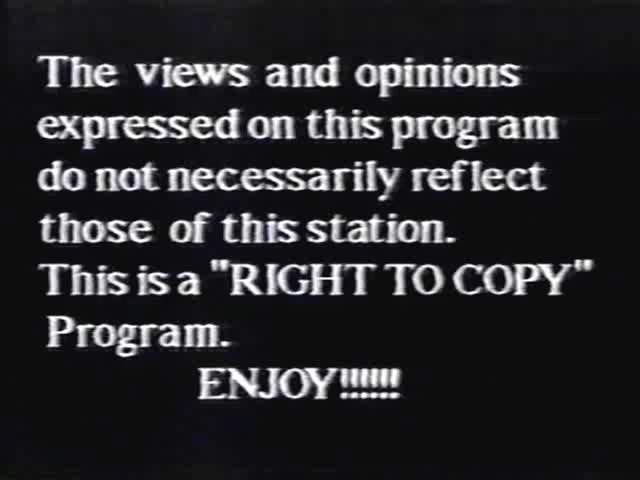 The views and opinions
expressed on this program
do not necessarily reflect
those of this station.
This is a "RIGHT TO COPY"
Program.
ENJOY!!!!!!